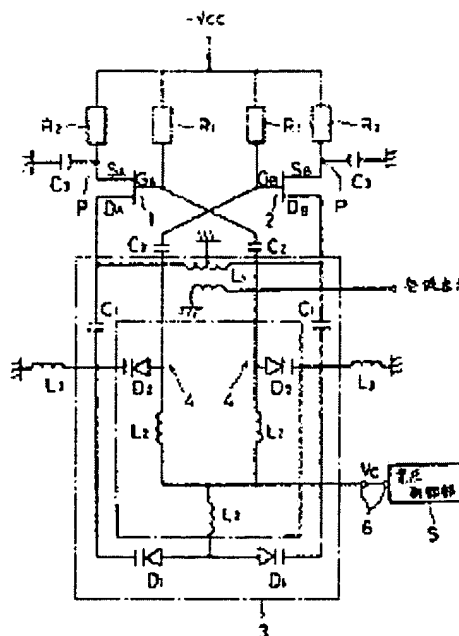 -VCC
R2 R1 R1 R2
C3 SA GA GB SB C3
P DA 1 2 DB P
C2 C2
L1
C1 C1
L3 D2 4 4 D2 L3
L2 L2
VC
L2 6 5
D1 D1
3